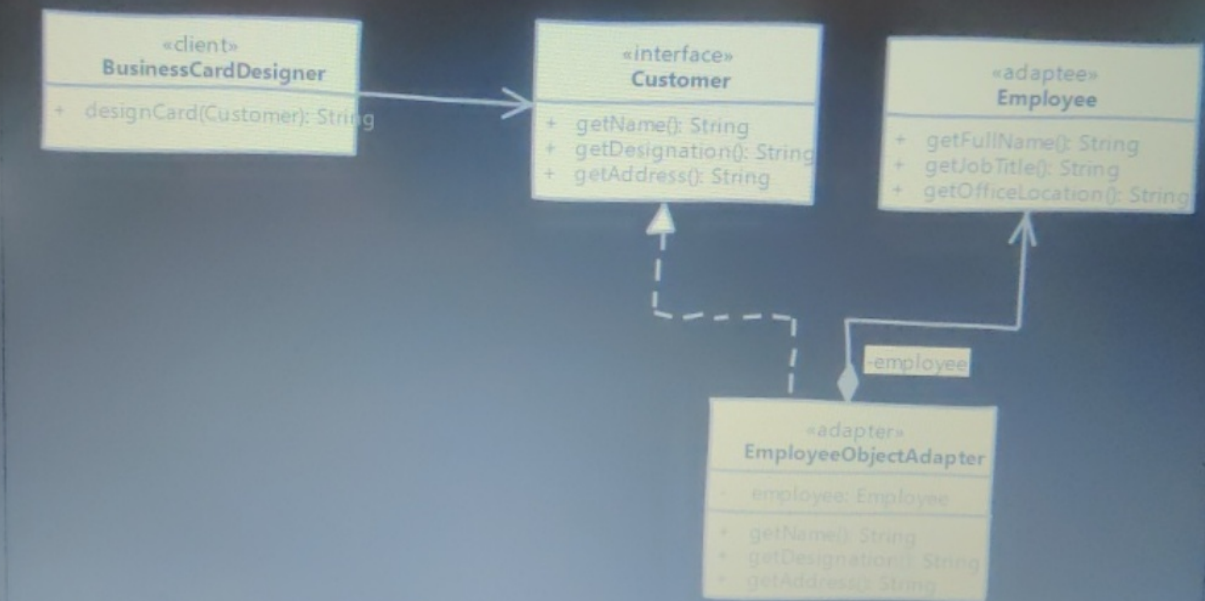 «client»
BusinessCardDesigner
+ designCard(Customer): String
«interface»
Customer
+ getName(): String
+ getDesignation(): String
+ getAddress(): String
«adaptee»
Employee
+ getFullName(): String
+ getJobTitle(): String
+ getOfficeLocation(): String
-employee
«adapter»
EmployeeObjectAdapter
- employee: Employee
+ getName(): String
+ getDesignation(): String
+ getAddress(): String